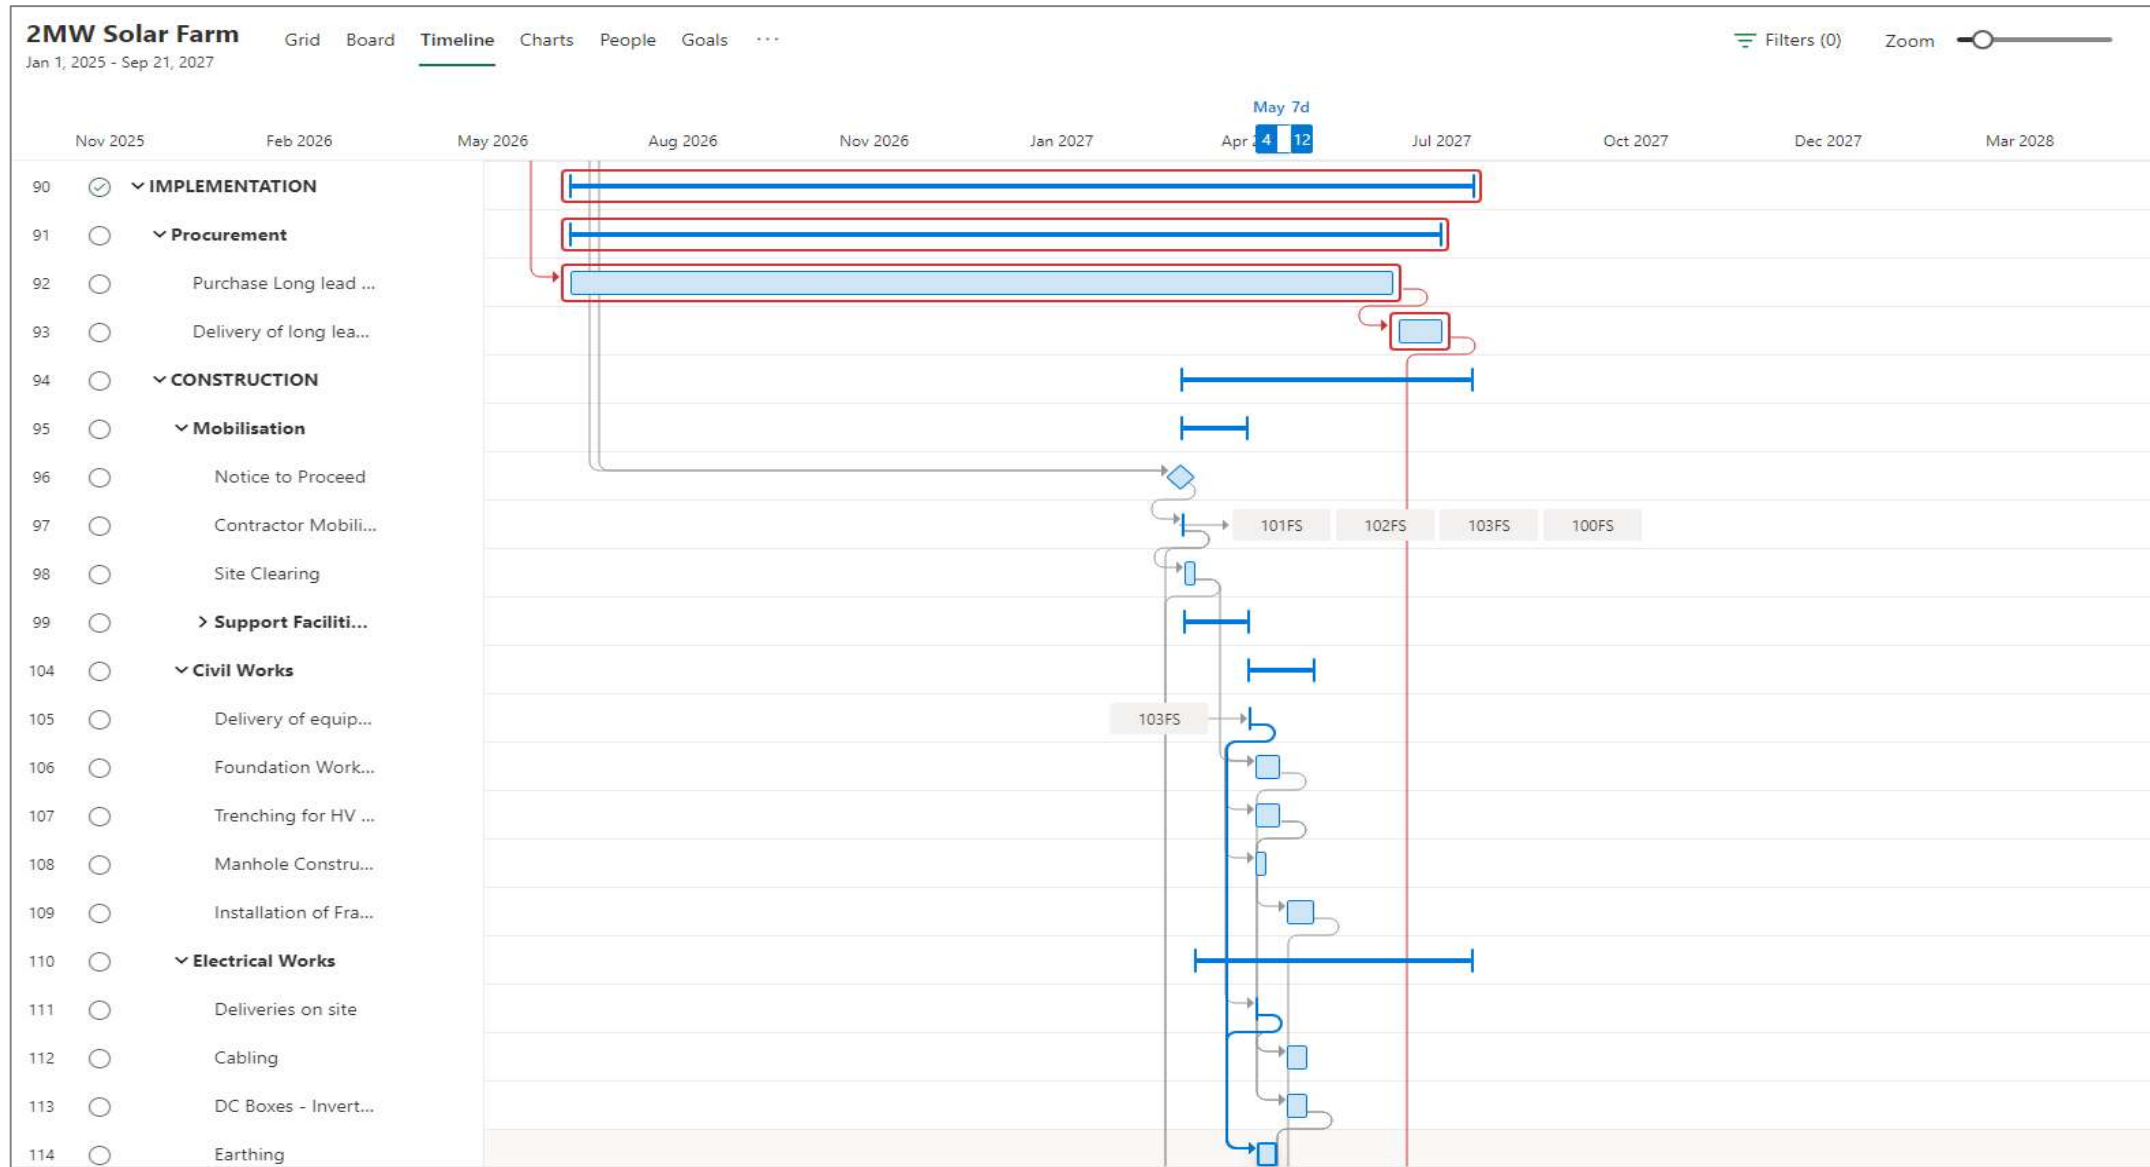 2MW Solar Farm
Jan 1, 2025 - Sep 21, 2027
Grid Board Timeline Charts People Goals ...
Filters (0) Zoom
May 7d
Nov 2025 Feb 2026 May 2026 Aug 2026 Nov 2026 Jan 2027 Apr 4 12 Jul 2027 Oct 2027 Dec 2027 Mar 2028
90 IMPLEMENTATION
91 Procurement
92 Purchase Long lead ...
93 Delivery of long lea...
94 CONSTRUCTION
95 Mobilisation
96 Notice to Proceed
97 Contractor Mobili... 101FS 102FS 103FS 100FS
98 Site Clearing
99 Support Faciliti...
104 Civil Works
105 Delivery of equip... 103FS
106 Foundation Work...
107 Trenching for HV ...
108 Manhole Constru...
109 Installation of Fra...
110 Electrical Works
111 Deliveries on site
112 Cabling
113 DC Boxes - Invert...
114 Earthing